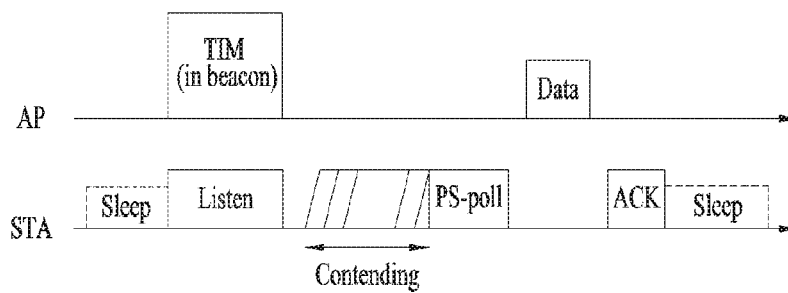 TIM
(in beacon)
Data
AP
Sleep
Listen
PS-poll
ACK
Sleep
STA
Contending